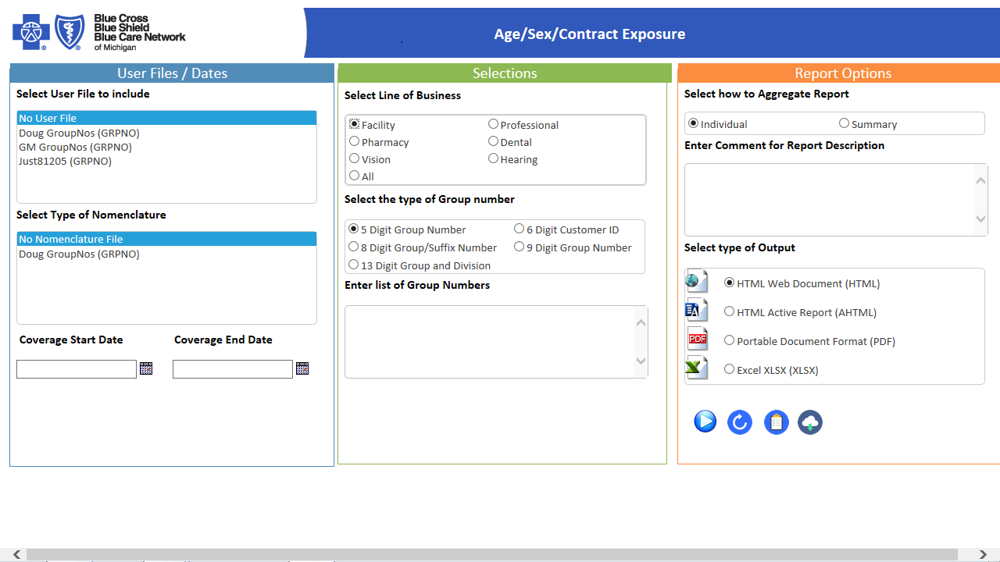 Blue Cross
Blue Shield
Blue Care Network
of Michigan
Age/Sex/Contract Exposure
User Files / Dates
Select User File to include
No User File
Doug GroupNos (GRPNO)
GM GroupNos (GRPNO)
Just81205 (GRPNO)
Select Type of Nomenclature
No Nomenclature File
Doug GroupNos (GRPNO)
Coverage Start Date
Coverage End Date
Selections
Select Line of Business
Facility
Professional
Pharmacy
Dental
Vision
Hearing
All
Select the type of Group number
5 Digit Group Number
6 Digit Customer ID
8 Digit Group/Suffix Number
9 Digit Group Number
13 Digit Group and Division
Enter list of Group Numbers
Report Options
Select how to Aggregate Report
Individual
Summary
Enter Comment for Report Description
Select type of Output
HTML Web Document (HTML)
A
HTML Active Report (AHTML)
PDF
Portable Document Format (PDF)
X
Excel XLSX (XLSX)